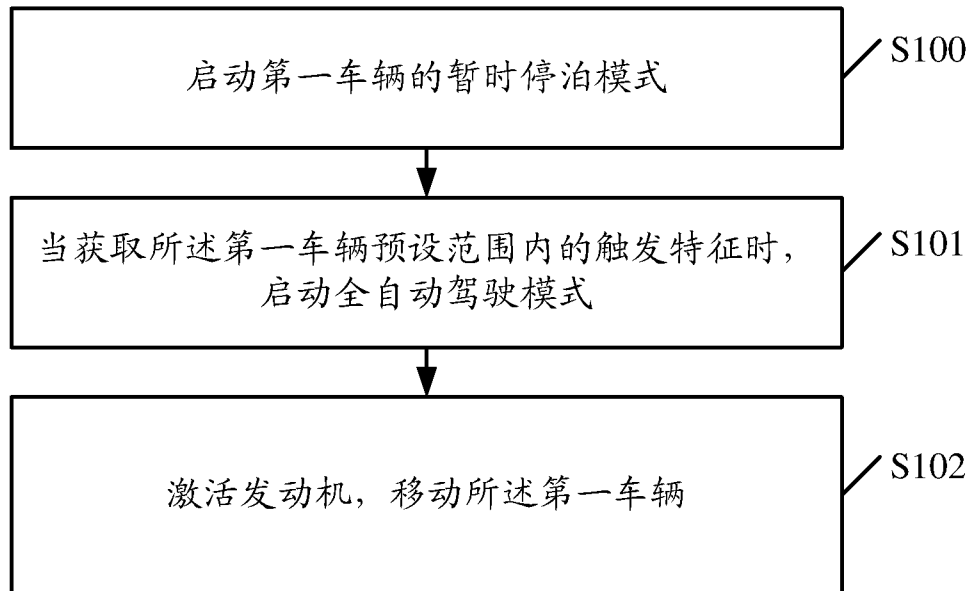 启动第一车辆的暂时停泊模式
S100
当获取所述第一车辆预设范围内的触发特征时，
启动全自动驾驶模式
S101
激活发动机，移动所述第一车辆
S102